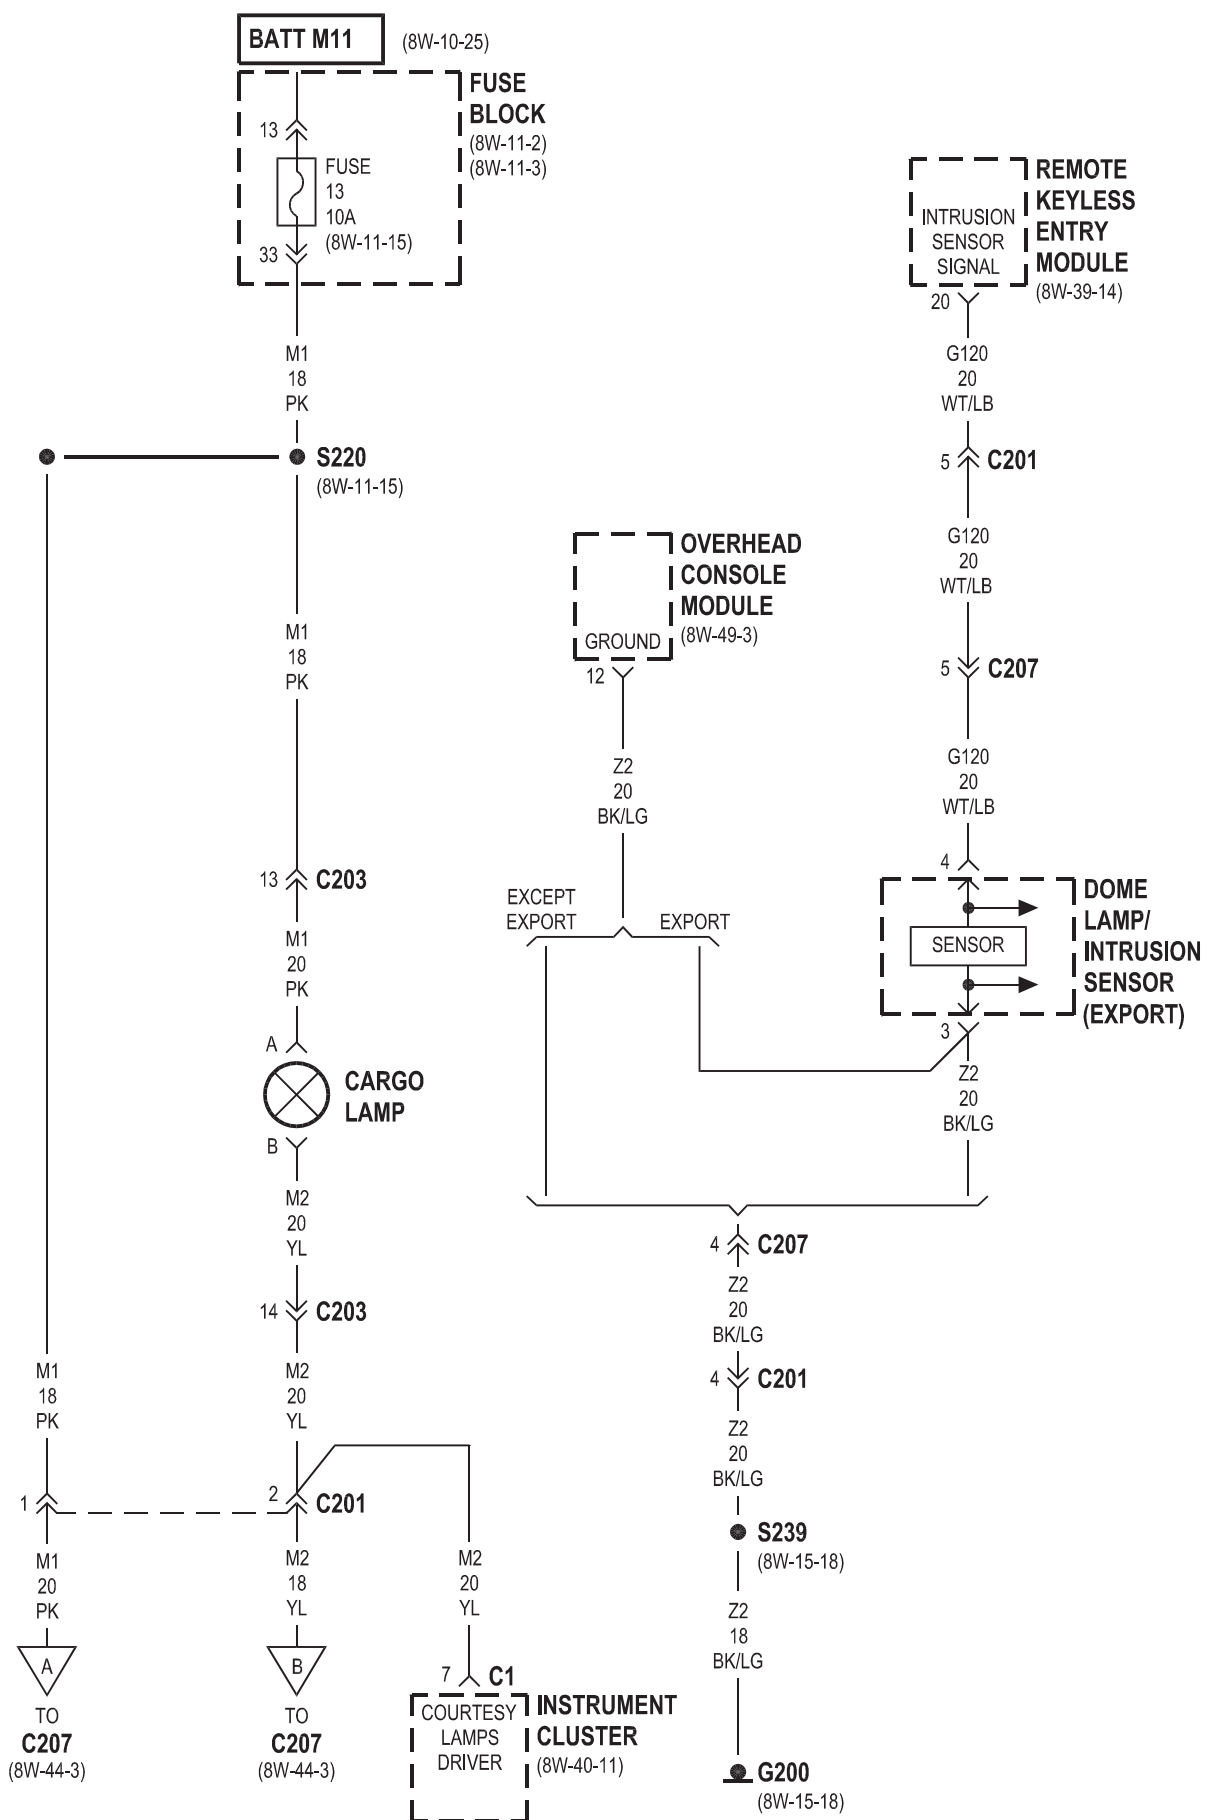 BATT M11
(8W-10-25)
FUSE
BLOCK
(8W-11-2)
(8W-11-3)
13
FUSE
13
10A
(8W-11-15)
33
M1
18
PK
S220
(8W-11-15)
M1
18
PK
13
C203
M1
20
PK
A
CARGO
LAMP
B
M2
20
YL
14
C203
M2
20
YL
M1
18
PK
1
2
C201
M1
20
PK
A
TO
C207
(8W-44-3)
M2
18
YL
B
TO
C207
(8W-44-3)
M2
20
YL
7
C1
COURTESY
LAMPS
DRIVER
INSTRUMENT
CLUSTER
(8W-40-11)
OVERHEAD
CONSOLE
MODULE
(8W-49-3)
GROUND
12
Z2
20
BK/LG
EXCEPT
EXPORT
EXPORT
REMOTE
KEYLESS
ENTRY
MODULE
(8W-39-14)
INTRUSION
SENSOR
SIGNAL
20
G120
20
WT/LB
5
C201
G120
20
WT/LB
5
C207
G120
20
WT/LB
4
SENSOR
DOME
LAMP/
INTRUSION
SENSOR
(EXPORT)
3
Z2
20
BK/LG
4
C207
Z2
20
BK/LG
4
C201
Z2
20
BK/LG
S239
(8W-15-18)
Z2
18
BK/LG
G200
(8W-15-18)